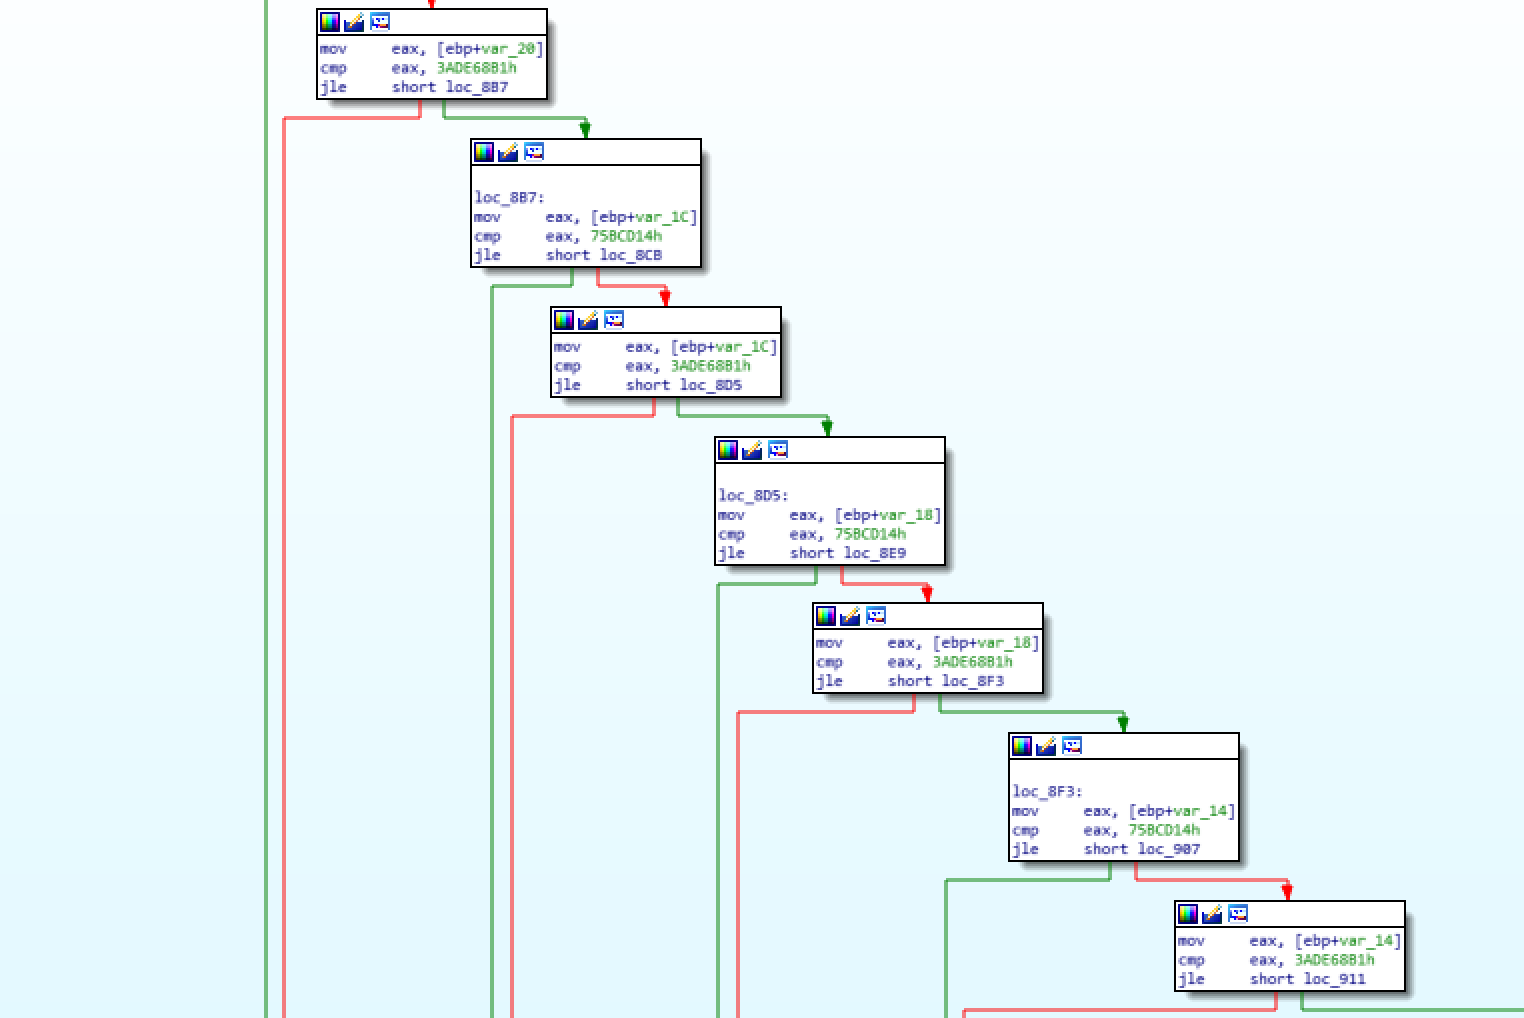 mov eax, [ebp+var_20]
cmp eax, 3ADE68B1h
jle short loc_8B7
loc_8B7:
mov eax, [ebp+var_1C]
cmp eax, 75BCD14h
jle short loc_8CB
mov eax, [ebp+var_1C]
cmp eax, 3ADE68B1h
jle short loc_8D5
loc_8D5:
mov eax, [ebp+var_18]
cmp eax, 75BCD14h
jle short loc_8E9
mov eax, [ebp+var_18]
cmp eax, 3ADE68B1h
jle short loc_8F3
loc_8F3:
mov eax, [ebp+var_14]
cmp eax, 75BCD14h
jle short loc_907
mov eax, [ebp+var_14]
cmp eax, 3ADE68B1h
jle short loc_911